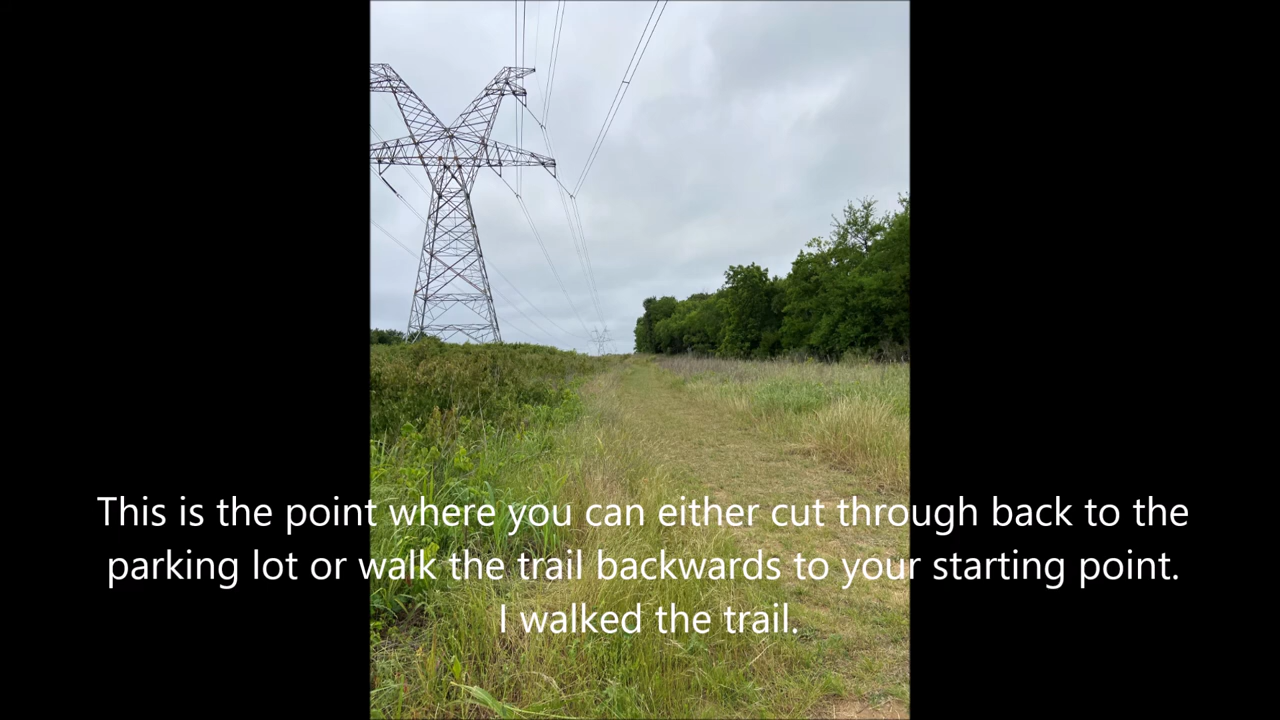 This is the point where you can either cut through back to the
parking lot or walk the trail backwards to your starting point.
I walked the trail.